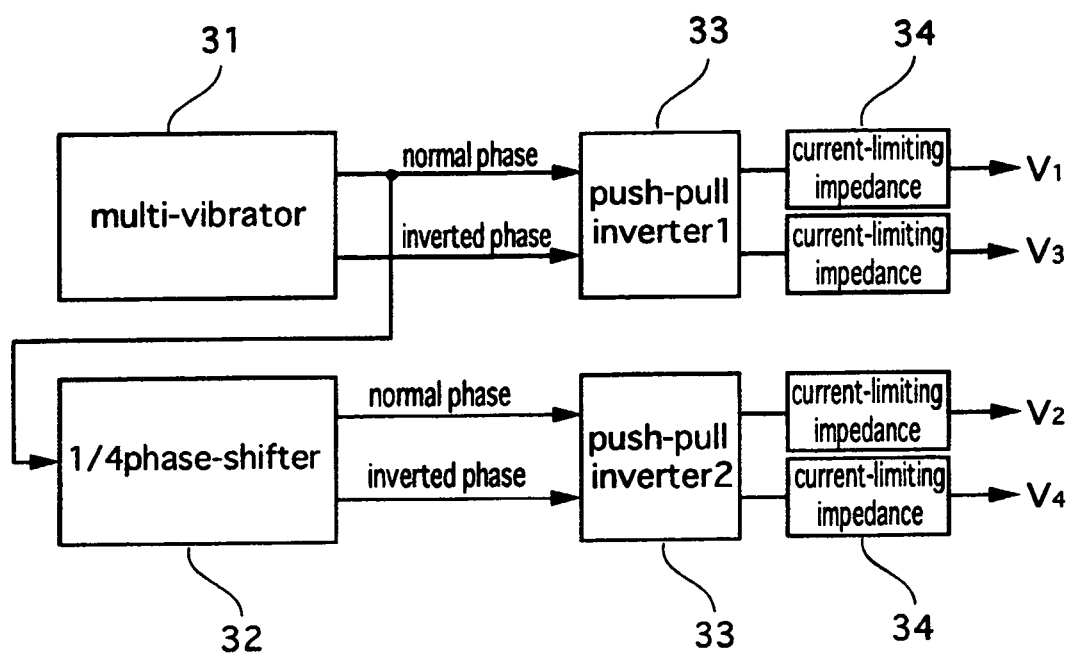 31
33
34
multi-vibrator
normal phase
inverted phase
push-pull
inverter1
current-limiting
impedance
V1
current-limiting
impedance
V3
1/4phase-shifter
normal phase
inverted phase
push-pull
inverter2
current-limiting
impedance
V2
current-limiting
impedance
V4
32
33
34